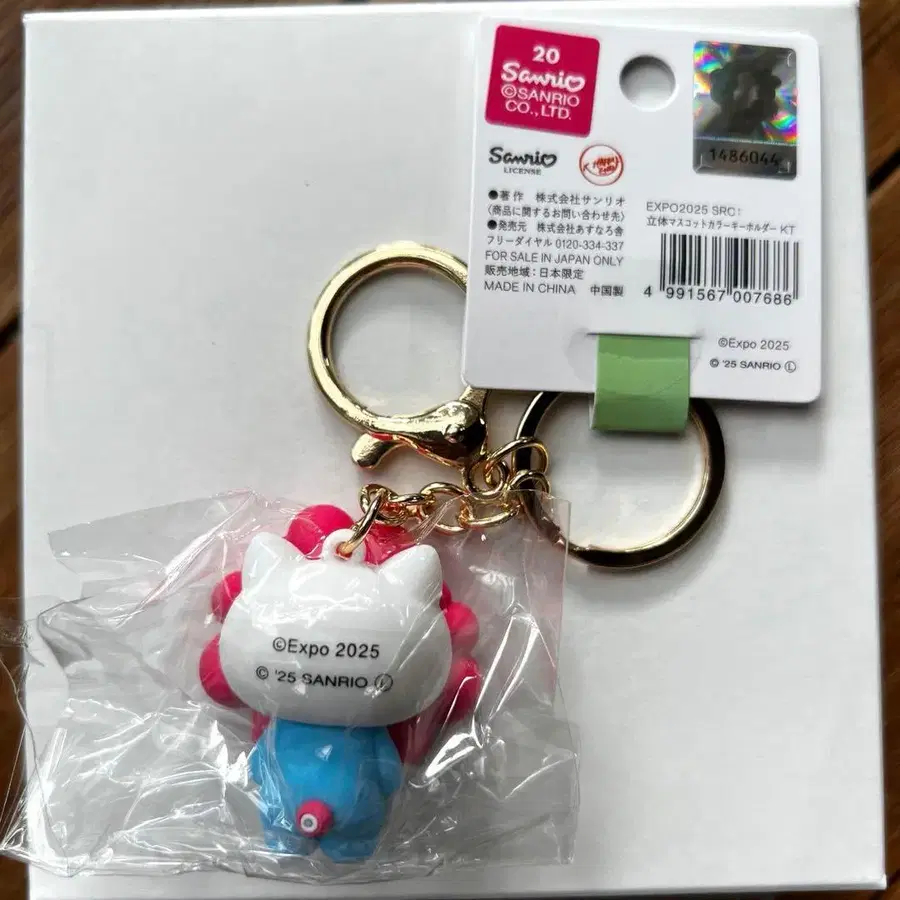 20
Sanrio
©SANRIO
CO., LTD.
1486044
Sanrio
LICENSE
●著作 株式会社サンリオ
〈商品に関するお問い合わせ先〉
●発売元 株式会社あすなろ舎
フリーダイヤル 0120-334-337
FOR SALE IN JAPAN ONLY
販売地域：日本限定
MADE IN CHINA 中国製
EXPO2025 SRC!
立体マスコットカラーキーホルダー KT
4 991567 007686
©Expo 2025
© '25 SANRIO Ⓛ
©Expo 2025
© '25 SANRIO Ⓛ